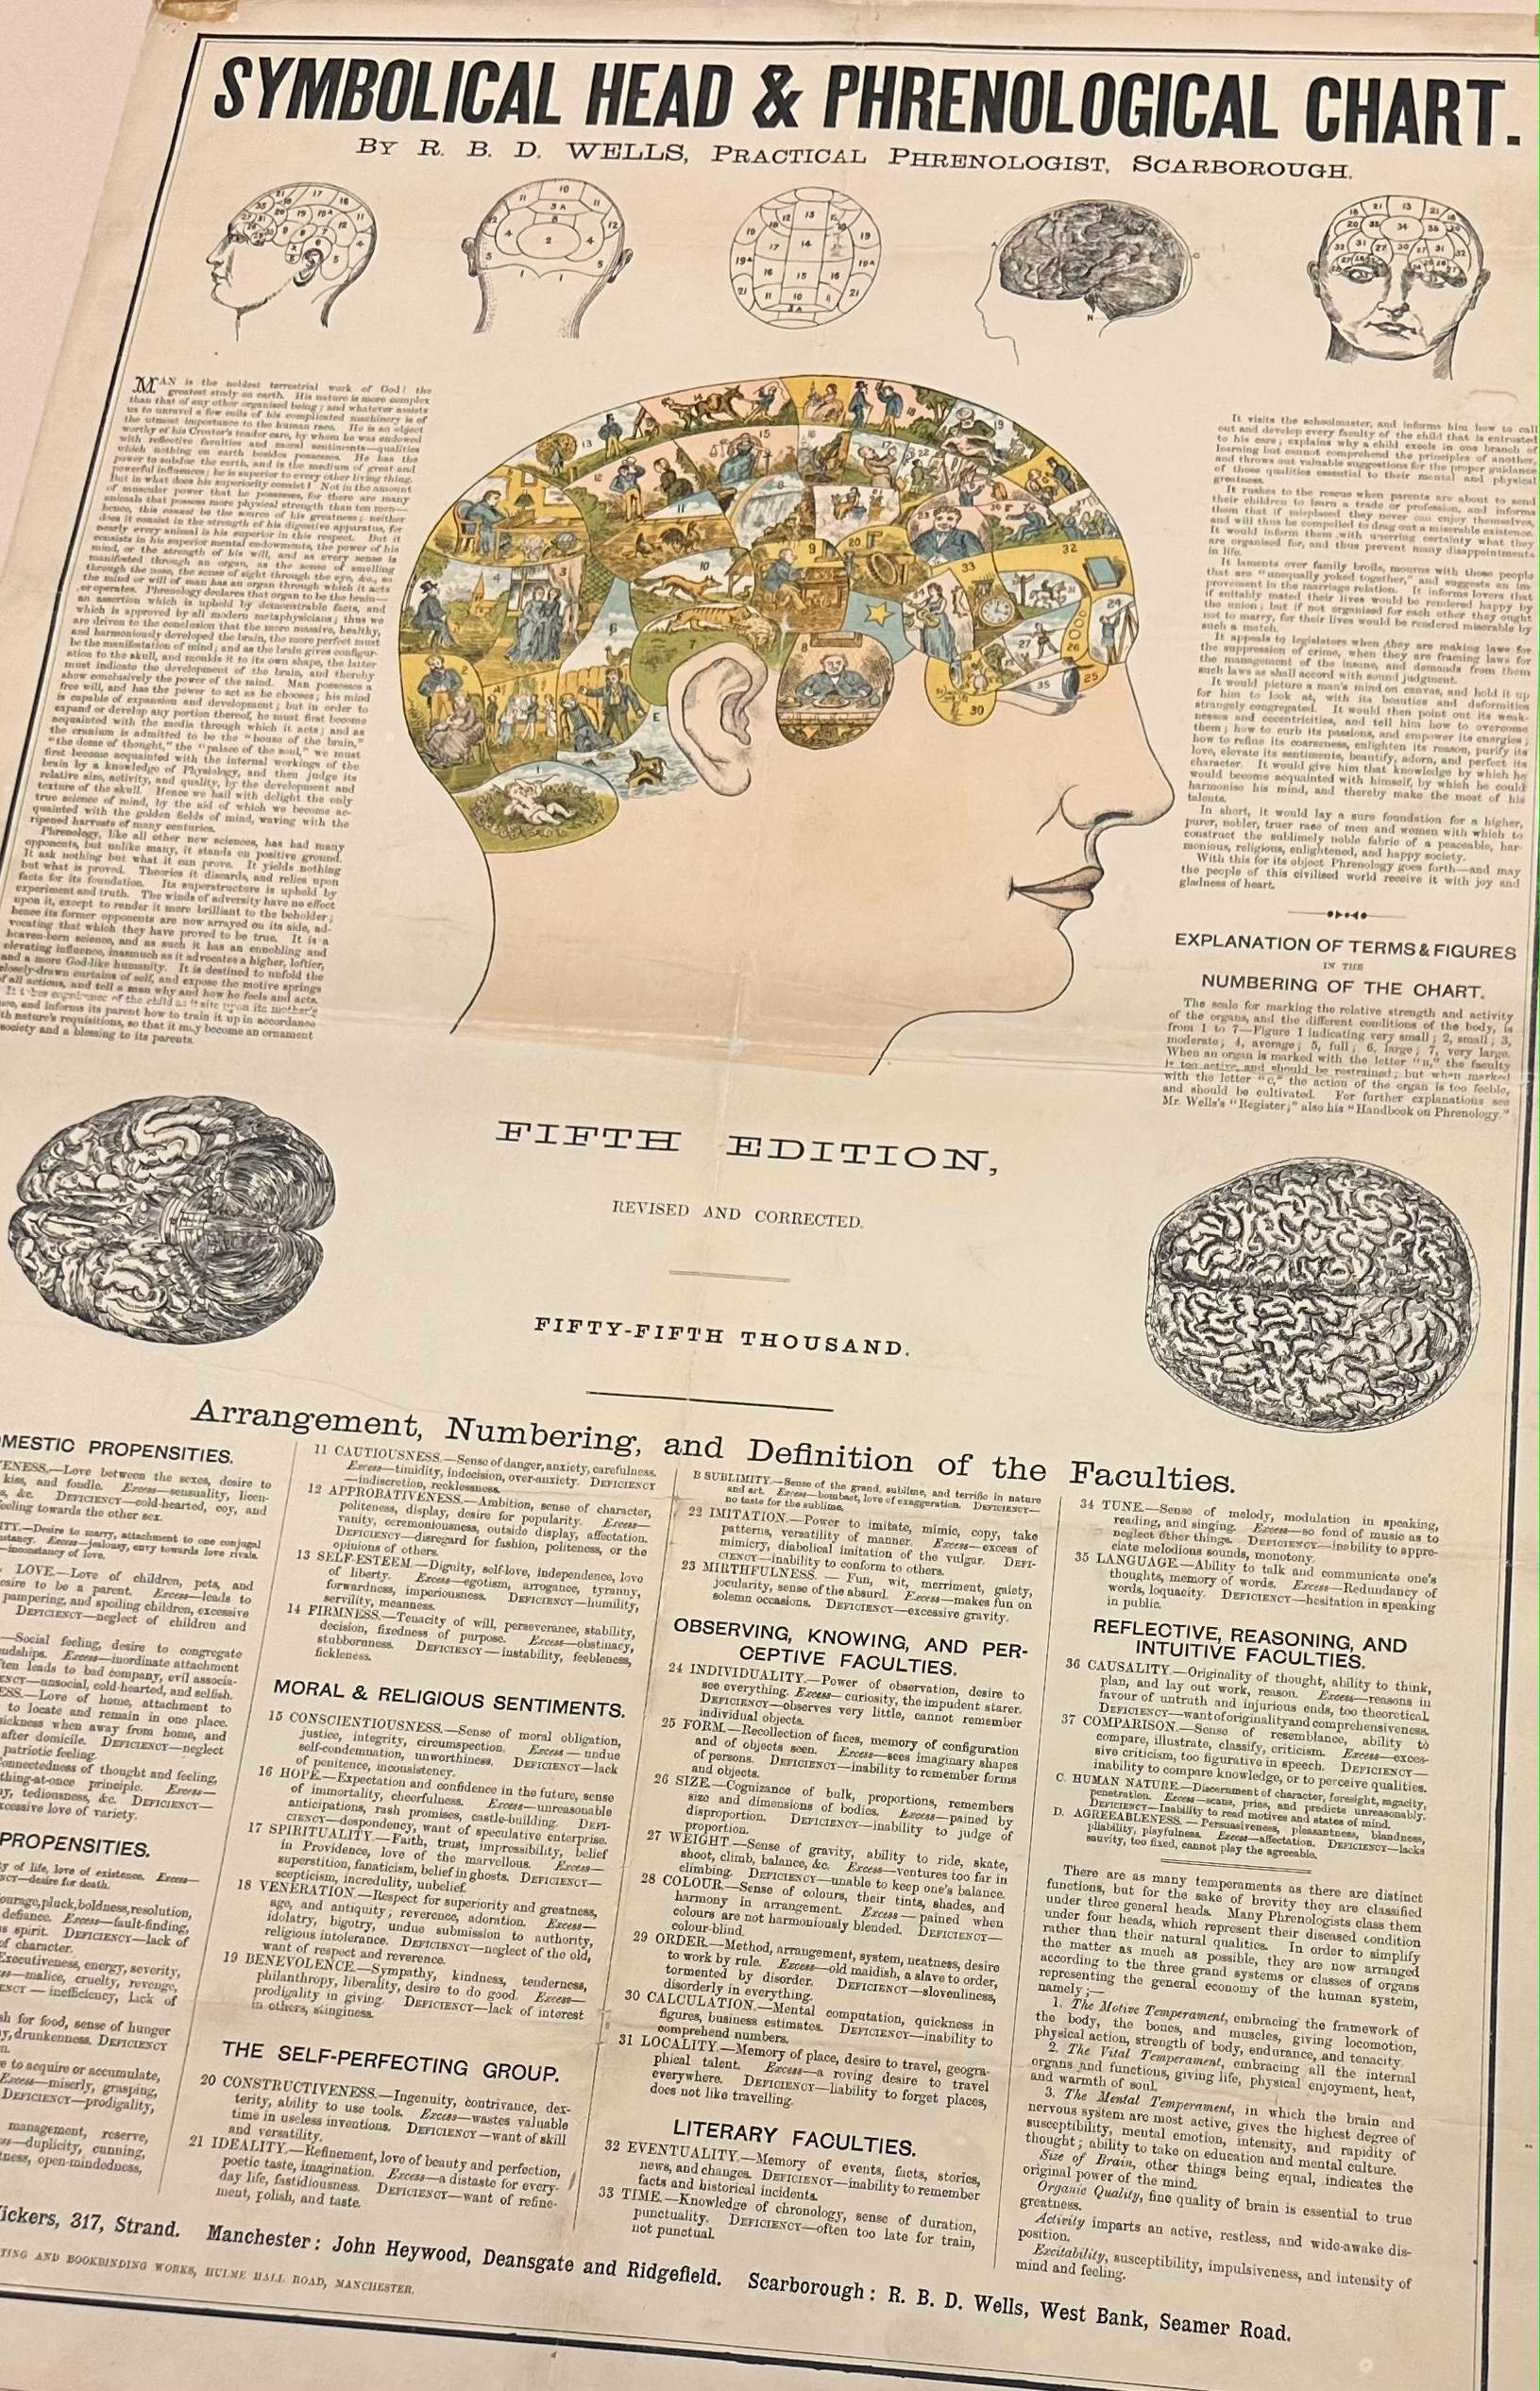 SYMBOLICAL HEAD & PHRENOLOGICAL CHART.
BY R. B. D. WELLS, PRACTICAL PHRENOLOGIST, SCARBOROUGH.
MAN is the noblest terrestrial work of God! the
greatest study on earth. His nature is more complex
than that of any other organised being; and whatever assists
us to unravel a few coils of his complicated machinery is of
the utmost importance to the human race. He is an object
worthy of his Creator's tender care, by whom he was endowed
with reflective faculties and moral sentiments—qualities
which nothing on earth besides possesses. He has the
power to subdue the earth, and is the medium of great and
powerful influences; he is superior to every other living thing.
But in what does his superiority consist? Not in the amount
of muscular power that he possesses, for there are many
animals that possess more physical strength than ten men—
hence, this cannot be the source of his greatness; neither
does it consist in the strength of his digestive apparatus, for
nearly every animal is his superior in this respect. But it
consists in his superior mental endowments, the power of his
mind, or the strength of his will, and as every sense is
manifested through an organ, as the sense of smelling
through the nose, the sense of sight through the eye, &c., so
the mind or will of man has an organ through which it acts
or operates. Phrenology declares that organ to be the brain—
an assertion which is upheld by demonstrable facts, and
which is approved by all modern metaphysicians; thus we
are driven to the conclusion that the more massive, healthy,
and harmoniously developed the brain, the more perfect must
be the manifestation of mind; and as the brain gives configur-
ation to the skull, and moulds it to its own shape, the latter
must indicate the development of the brain, and thereby
show conclusively the power of the mind. Man possesses a
free will, and has the power to act as he chooses; his mind
is capable of expansion and development; but in order to
expand or develop any portion thereof, he must first become
acquainted with the media through which it acts; and as
the cranium is admitted to be the "house of the brain,"
"the dome of thought," the "palace of the soul," we must
first become acquainted with the internal workings of the
brain by a knowledge of Physiology, and then judge its
relative size, activity, and quality, by the development and
texture of the skull. Hence we hail with delight the only
true science of mind, by the aid of which we become ac-
quainted with the golden fields of mind, waving with the
ripened harvests of many centuries.
Phrenology, like all other new sciences, has had many
opponents, but unlike many, it stands on positive ground.
It ask nothing but what it can prove. It yields nothing
but what is proved. Theories it discards, and relies upon
facts for its foundation. Its superstructure is upheld by
experiment and truth. The winds of adversity have no effect
upon it, except to render it more brilliant to the beholder;
hence its former opponents are now arrayed on its side, ad-
vocating that which they have proved to be true. It is a
heaven-born science, and as such it has an ennobling and
elevating influence, inasmuch as it advocates a higher, loftier,
and a more God-like humanity. It is destined to unfold the
closely-drawn curtains of self, and expose the motive springs
of all actions, and tell a man why and how he feels and acts.
of the child as it sits upon its mother's
and informs its parent how to train it up in accordance
nature's requisitions, so that it may become an ornament
society and a blessing to its parents.
It visits the schoolmaster, and informs him how to call
out and develop every faculty of the child that is entrusted
to his care; explains why a child excels in one branch of
learning but cannot comprehend the principles of another,
and throws out valuable suggestions for the proper guidance
of those qualities essential to their mental and physical
greatness.
It rushes to the rescue when parents are about to send
their children to learn a trade or profession, and informs
them that if misplaced they never can enjoy themselves,
and will thus be compelled to drag out a miserable existence.
It would inform them with unerring certainty what they
are organised for, and thus prevent many disappointments
in life.
It laments over family broils, mourns with those people
that are "unequally yoked together," and suggests an im-
provement in the marriage relation. It informs lovers that
if suitably mated their lives would be rendered happy by
the union; but if not organised for each other they ought
not to marry, for their lives would be rendered miserable by
such a match.
It appeals to legislators when they are making laws for
the suppression of crime, when they are framing laws for
the management of the insane, and demands from them
such laws as shall accord with sound judgment.
It would picture a man's mind on canvas, and hold it up
for him to look at, with its beauties and deformities
strangely congregated. It would then point out its weak-
nesses and eccentricities, and tell him how to overcome
them; how to curb its passions, and empower its energies;
how to refine its coarseness, enlighten its reason, purify its
love, elevate its sentiments, beautify, adorn, and perfect its
character. It would give him that knowledge by which he
would become acquainted with himself, by which he could
harmonise his mind, and thereby make the most of his
talents.
In short, it would lay a sure foundation for a higher,
purer, nobler, truer race of men and women with which to
construct the sublimely noble fabric of a peaceable, har-
monious, religious, enlightened, and happy society.
With this for its object Phrenology goes forth—and may
the people of this civilised world receive it with joy and
gladness of heart.
EXPLANATION OF TERMS & FIGURES
IN THE
NUMBERING OF THE CHART.
The scale for marking the relative strength and activity
of the organs, and the different conditions of the body, is
from 1 to 7—Figure 1 indicating very small; 2, small; 3,
moderate; 4, average; 5, full; 6, large; 7, very large.
When an organ is marked with the letter "n," the faculty
is too active, and should be restrained; but when marked
with the letter "c," the action of the organ is too feeble,
and should be cultivated. For further explanations see
Mr. Wells's "Register;" also his "Handbook on Phrenology."
FIFTH EDITION,
REVISED AND CORRECTED.
FIFTY-FIFTH THOUSAND.
Arrangement, Numbering, and Definition of the Faculties.
MESTIC PROPENSITIES.
ENESS.—Love between the sexes, desire to
kiss, and fondle. Excess—sensuality, licen-
&c. DEFICIENCY—cold-hearted, coy, and
feeling towards the other sex.
ITY.—Desire to marry, attachment to one conjugal
Excess—jealousy, envy towards love rivals.
—inconstancy of love.
LOVE.—Love of children, pets, and
desire to be a parent. Excess—leads to
pampering, and spoiling children, excessive
DEFICIENCY—neglect of children and
—Social feeling, desire to congregate
Excess—inordinate attachment
often leads to bad company, evil associa-
unsocial, cold-hearted, and selfish.
ESS.—Love of home, attachment to
to locate and remain in one place.
sickness when away from home, and
after domicile. DEFICIENCY—neglect
patriotic feeling.
Connectedness of thought and feeling,
thing-at-once principle. Excess—
tediousness, &c. DEFICIENCY—
excessive love of variety.
PROPENSITIES.
of life, love of existence. Excess—
desire for death.
courage, pluck, boldness, resolution,
defiance. Excess—fault-finding,
spirit. DEFICIENCY—lack of
of character.
Executiveness, energy, severity,
malice, cruelty, revenge,
inefficiency, lack of
for food, sense of hunger
drunkenness. DEFICIENCY
to acquire or accumulate,
Excess—miserly, grasping,
DEFICIENCY—prodigality,
management, reserve,
duplicity, cunning,
open-mindedness,
11 CAUTIOUSNESS.—Sense of danger, anxiety, carefulness.
Excess—timidity, indecision, over-anxiety. DEFICIENCY
—indiscretion, recklessness.
12 APPROBATIVENESS.—Ambition, sense of character,
politeness, display, desire for popularity. Excess—
vanity, ceremoniousness, outside display, affectation.
DEFICIENCY—disregard for fashion, politeness, or the
opinions of others.
13 SELF-ESTEEM.—Dignity, self-love, independence, love
of liberty. Excess—egotism, arrogance, tyranny,
forwardness, imperiousness. DEFICIENCY—humility,
servility, meanness.
14 FIRMNESS.—Tenacity of will, perseverance, stability,
decision, fixedness of purpose. Excess—obstinacy,
stubbornness. DEFICIENCY—instability, feebleness,
fickleness.
MORAL & RELIGIOUS SENTIMENTS.
15 CONSCIENTIOUSNESS.—Sense of moral obligation,
justice, integrity, circumspection. Excess—undue
self-condemnation, unworthiness. DEFICIENCY—lack
of penitence, inconsistency.
16 HOPE.—Expectation and confidence in the future, sense
of immortality, cheerfulness. Excess—unreasonable
anticipations, rash promises, castle-building. DEFI-
CIENCY—despondency, want of speculative enterprise.
17 SPIRITUALITY.—Faith, trust, impressibility, belief
in Providence, love of the marvellous. Excess—
superstition, fanaticism, belief in ghosts. DEFICIENCY—
scepticism, incredulity, unbelief.
18 VENERATION.—Respect for superiority and greatness,
age, and antiquity; reverence, adoration. Excess—
idolatry, bigotry, undue submission to authority,
religious intolerance. DEFICIENCY—neglect of the old,
want of respect and reverence.
19 BENEVOLENCE.—Sympathy, kindness, tenderness,
philanthropy, liberality, desire to do good. Excess—
prodigality in giving. DEFICIENCY—lack of interest
in others, stinginess.
THE SELF-PERFECTING GROUP.
20 CONSTRUCTIVENESS.—Ingenuity, contrivance, dex-
terity, ability to use tools. Excess—wastes valuable
time in useless inventions. DEFICIENCY—want of skill
and versatility.
21 IDEALITY.—Refinement, love of beauty and perfection,
poetic taste, imagination. Excess—a distaste for every-
day life, fastidiousness. DEFICIENCY—want of refine-
ment, polish, and taste.
B SUBLIMITY.—Sense of the grand, sublime, and terrific in nature
and art. Excess—bombast, love of exaggeration. DEFICIENCY—
no taste for the sublime.
22 IMITATION.—Power to imitate, mimic, copy, take
patterns, versatility of manner. Excess—excess of
mimicry, diabolical imitation of the vulgar. DEFI-
CIENCY—inability to conform to others.
23 MIRTHFULNESS.—Fun, wit, merriment, gaiety,
jocularity, sense of the absurd. Excess—makes fun on
solemn occasions. DEFICIENCY—excessive gravity.
OBSERVING, KNOWING, AND PER-
CEPTIVE FACULTIES.
24 INDIVIDUALITY.—Power of observation, desire to
see everything. Excess—curiosity, the impudent starer.
DEFICIENCY—observes very little, cannot remember
individual objects.
25 FORM.—Recollection of faces, memory of configuration
and of objects seen. Excess—sees imaginary shapes
of persons. DEFICIENCY—inability to remember forms
and objects.
26 SIZE.—Cognizance of bulk, proportions, remembers
size and dimensions of bodies. Excess—pained by
disproportion. DEFICIENCY—inability to judge of
proportion.
27 WEIGHT.—Sense of gravity, ability to ride, skate,
shoot, climb, balance, &c. Excess—ventures too far in
climbing. DEFICIENCY—unable to keep one's balance.
28 COLOUR.—Sense of colours, their tints, shades, and
harmony in arrangement. Excess—pained when
colours are not harmoniously blended. DEFICIENCY—
colour-blind.
29 ORDER.—Method, arrangement, system, neatness, desire
to work by rule. Excess—old maidish, a slave to order,
tormented by disorder. DEFICIENCY—slovenliness,
disorderly in everything.
30 CALCULATION.—Mental computation, quickness in
figures, business estimates. DEFICIENCY—inability to
comprehend numbers.
31 LOCALITY.—Memory of place, desire to travel, geogra-
phical talent. Excess—a roving desire to travel
everywhere. DEFICIENCY—liability to forget places,
does not like travelling.
LITERARY FACULTIES.
32 EVENTUALITY.—Memory of events, facts, stories,
news, and changes. DEFICIENCY—inability to remember
facts and historical incidents.
33 TIME.—Knowledge of chronology, sense of duration,
punctuality. DEFICIENCY—often too late for train,
not punctual.
34 TUNE.—Sense of melody, modulation in speaking,
reading, and singing. Excess—so fond of music as to
neglect other things. DEFICIENCY—inability to appre-
ciate melodious sounds, monotony.
35 LANGUAGE.—Ability to talk and communicate one's
thoughts, memory of words. Excess—Redundancy of
words, loquacity. DEFICIENCY—hesitation in speaking
in public.
REFLECTIVE, REASONING, AND
INTUITIVE FACULTIES.
36 CAUSALITY.—Originality of thought, ability to think,
plan, and lay out work, reason. Excess—reasons in
favour of untruth and injurious ends, too theoretical.
DEFICIENCY—want of originality and comprehensiveness.
37 COMPARISON.—Sense of resemblance, ability to
compare, illustrate, classify, criticism. Excess—exces-
sive criticism, too figurative in speech. DEFICIENCY—
inability to compare knowledge, or to perceive qualities.
C. HUMAN NATURE.—Discernment of character, foresight, sagacity,
penetration. Excess—scans, pries, and predicts unreasonably.
DEFICIENCY—Inability to read motives and states of mind.
D. AGREEABLENESS.—Persuasiveness, pleasantness, blandness,
pliability, playfulness. Excess—affectation. DEFICIENCY—lacks
suavity, too fixed, cannot play the agreeable.
There are as many temperaments as there are distinct
functions, but for the sake of brevity they are classified
under three general heads. Many Phrenologists class them
under four heads, which represent their diseased condition
rather than their natural qualities. In order to simplify
the matter as much as possible, they are now arranged
according to the three grand systems or classes of organs
representing the general economy of the human system,
namely;—
1. The Motive Temperament, embracing the framework of
the body, the bones, and muscles, giving locomotion,
physical action, strength of body, endurance, and tenacity.
2. The Vital Temperament, embracing all the internal
organs and functions, giving life, physical enjoyment, heat,
and warmth of soul.
3. The Mental Temperament, in which the brain and
nervous system are most active, gives the highest degree of
susceptibility, mental emotion, intensity, and rapidity of
thought; ability to take on education and mental culture.
Size of Brain, other things being equal, indicates the
original power of the mind.
Organic Quality, fine quality of brain is essential to true
greatness.
Activity imparts an active, restless, and wide-awake dis-
position.
Excitability, susceptibility, impulsiveness, and intensity of
mind and feeling.
ickers, 317, Strand. Manchester: John Heywood, Deansgate and Ridgefield. Scarborough: R. B. D. Wells, West Bank, Seamer Road.
TING AND BOOKBINDING WORKS, HULME HALL ROAD, MANCHESTER.